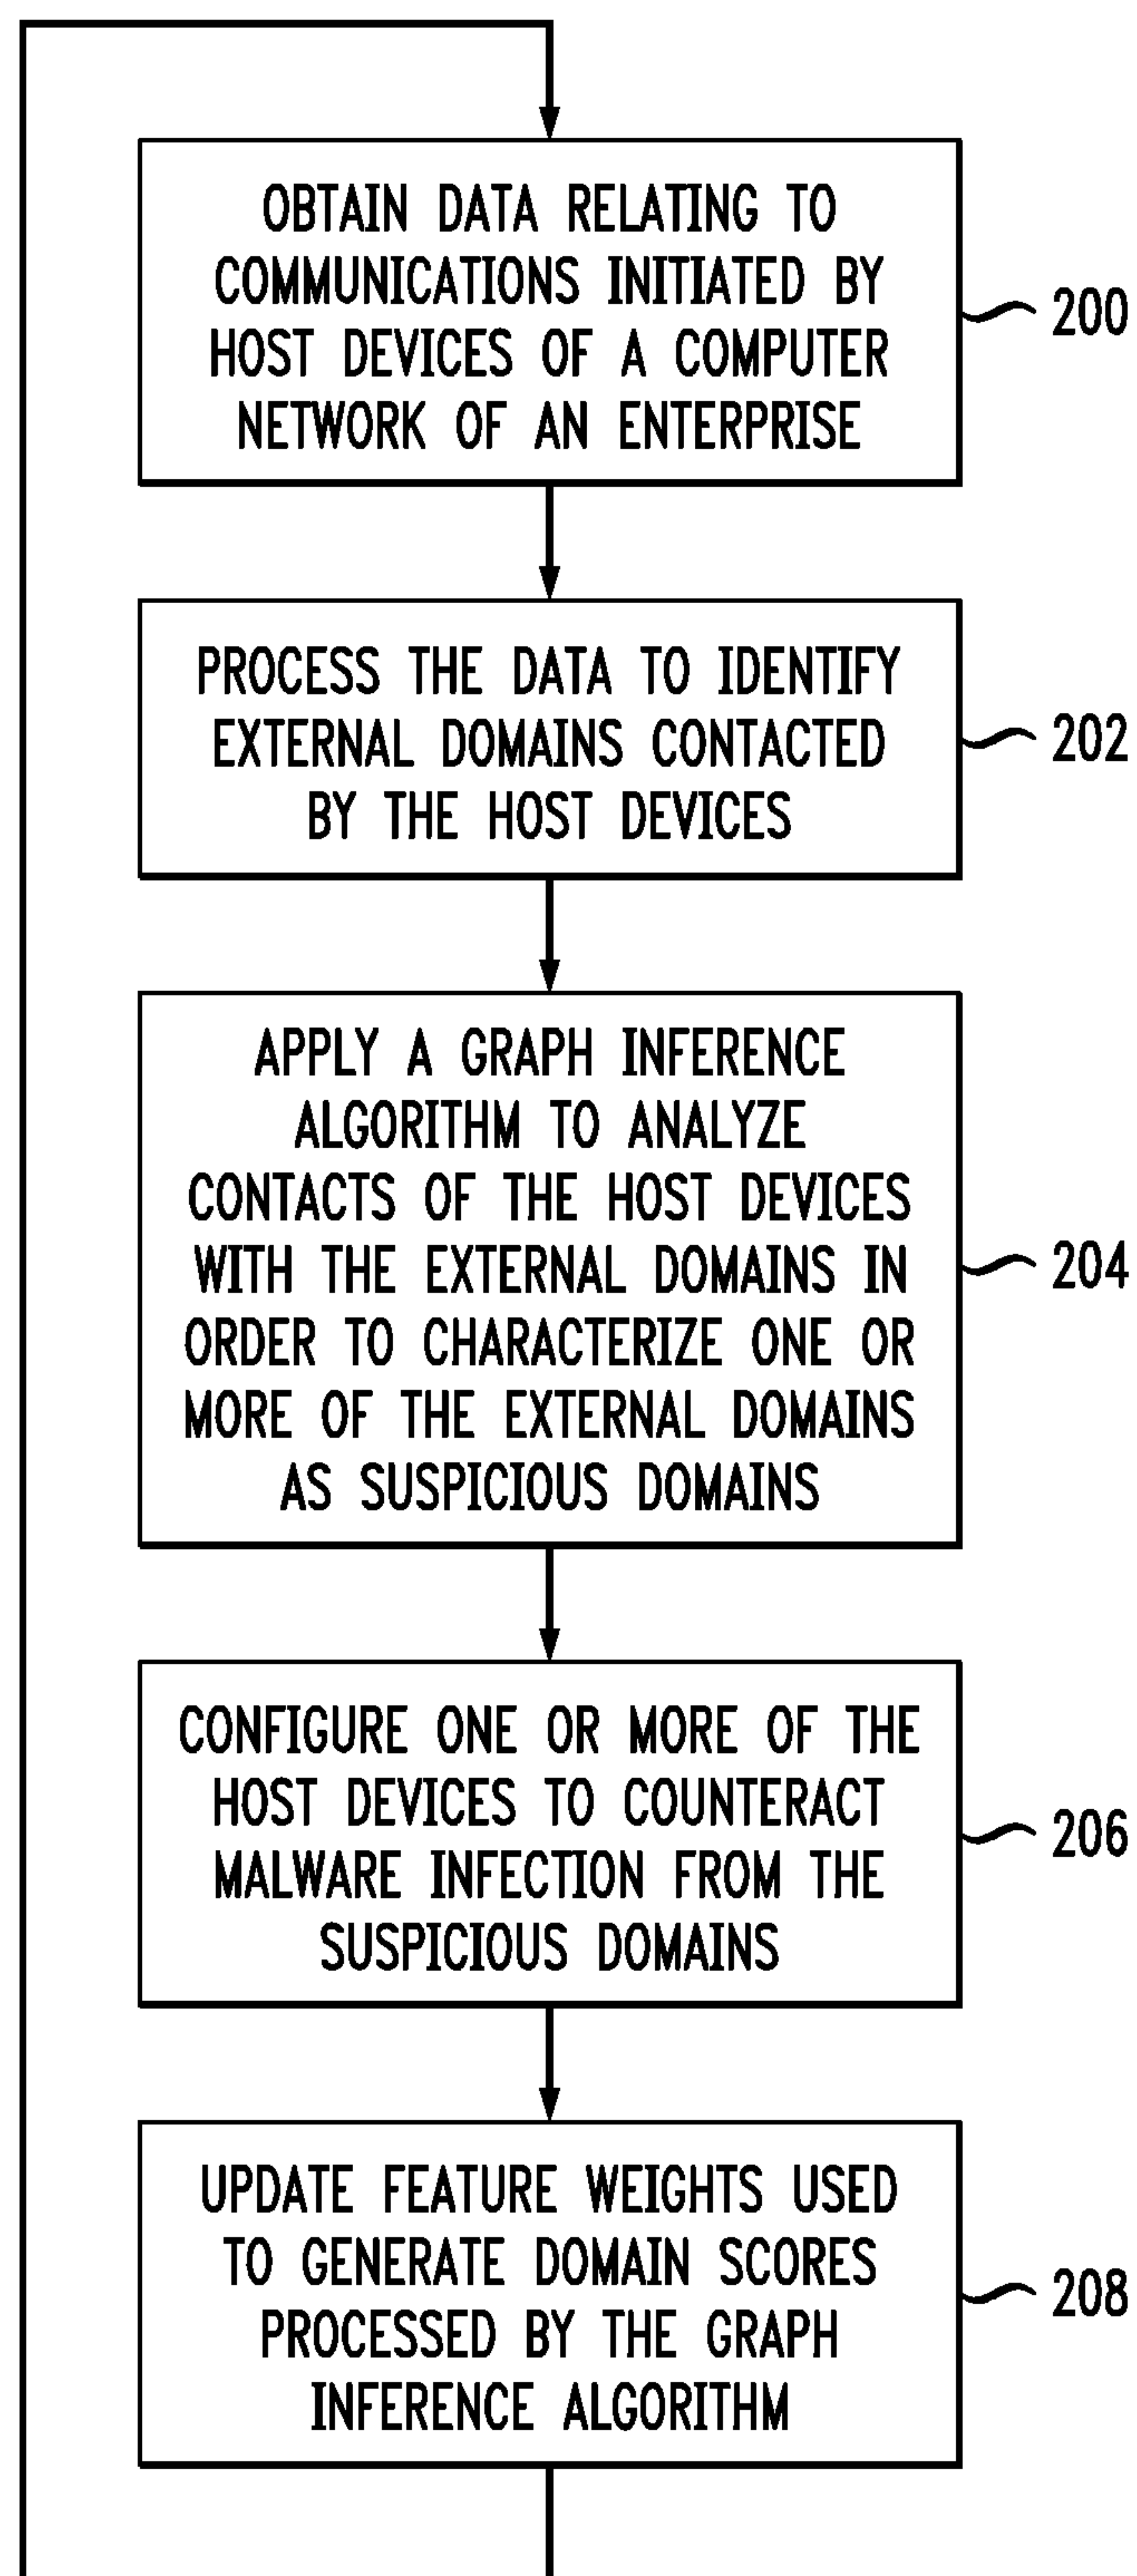 OBTAIN DATA RELATING TO
COMMUNICATIONS INITIATED BY
HOST DEVICES OF A COMPUTER
NETWORK OF AN ENTERPRISE
200
PROCESS THE DATA TO IDENTIFY
EXTERNAL DOMAINS CONTACTED
BY THE HOST DEVICES
202
APPLY A GRAPH INFERENCE
ALGORITHM TO ANALYZE
CONTACTS OF THE HOST DEVICES
WITH THE EXTERNAL DOMAINS IN
ORDER TO CHARACTERIZE ONE OR
MORE OF THE EXTERNAL DOMAINS
AS SUSPICIOUS DOMAINS
204
CONFIGURE ONE OR MORE OF THE
HOST DEVICES TO COUNTERACT
MALWARE INFECTION FROM THE
SUSPICIOUS DOMAINS
206
UPDATE FEATURE WEIGHTS USED
TO GENERATE DOMAIN SCORES
PROCESSED BY THE GRAPH
INFERENCE ALGORITHM
208